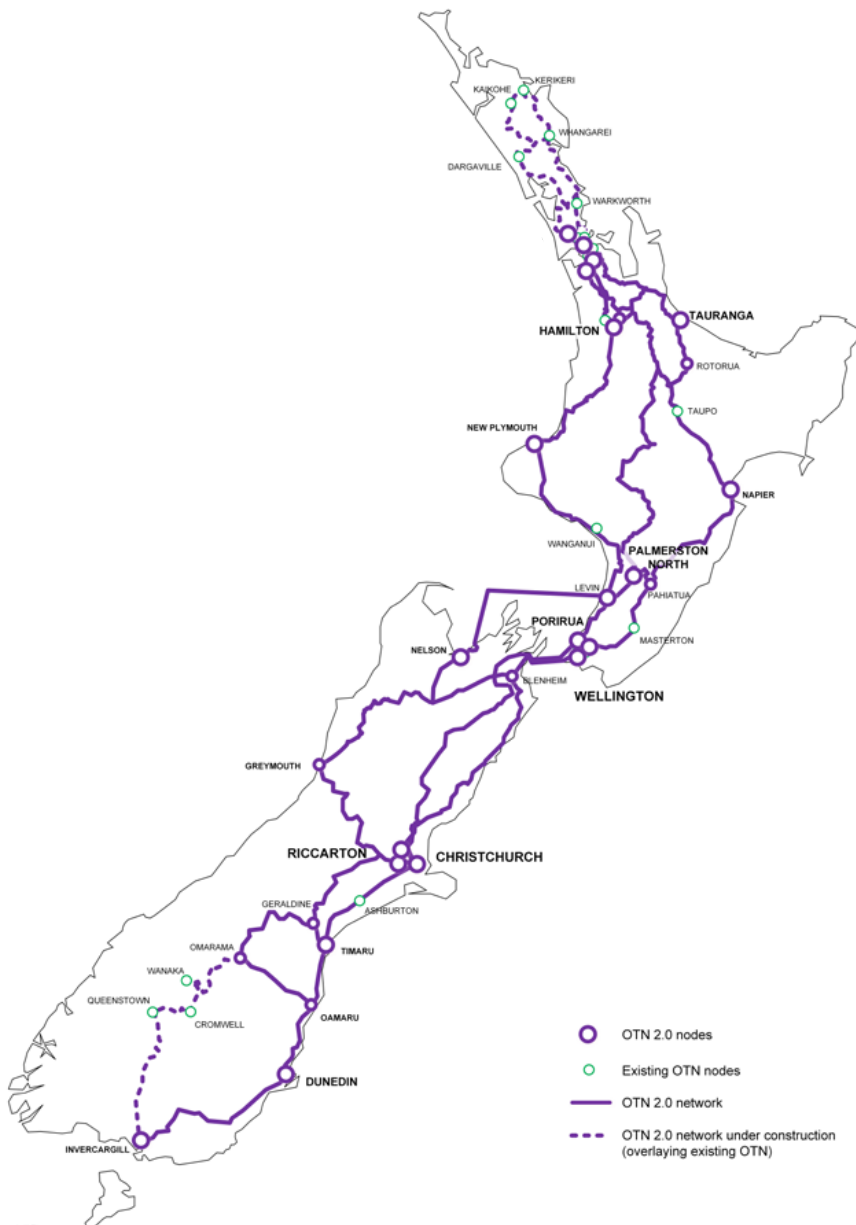 KERIKERI
KAIKOHE
WHANGAREI
DARGAVILLE
WARKWORTH
TAURANGA
HAMILTON
ROTORUA
TAUPO
NEW PLYMOUTH
NAPIER
WANGANUI
PALMERSTON
NORTH
LEVIN
PAHIATUA
PORIRUA
MASTERTON
NELSON
BLENHEIM
WELLINGTON
GREYMOUTH
RICCARTON
CHRISTCHURCH
GERALDINE
ASHBURTON
OMARAMA
TIMARU
WANAKA
QUEENSTOWN
OAMARU
CROMWELL
DUNEDIN
INVERCARGILL
OTN 2.0 nodes
Existing OTN nodes
OTN 2.0 network
OTN 2.0 network under construction
(overlaying existing OTN)